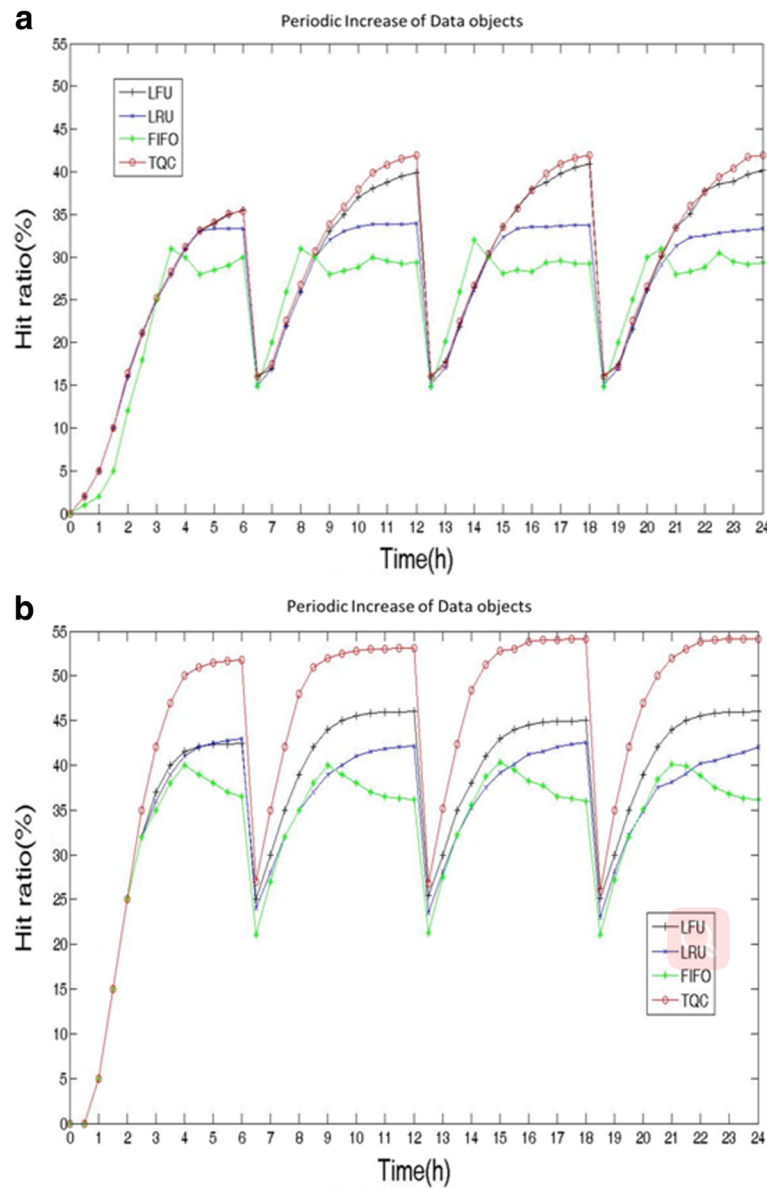 a
Periodic Increase of Data objects
55
50
45
40
35
30
25
20
15
10
5
0
Hit ratio(%)
LFU
LRU
FIFO
TQC
0 1 2 3 4 5 6 7 8 9 10 11 12 13 14 15 16 17 18 19 20 21 22 23 24
Time(h)
b
Periodic Increase of Data objects
55
50
45
40
35
30
25
20
15
10
5
0
Hit ratio(%)
LFU
LRU
FIFO
TQC
0 1 2 3 4 5 6 7 8 9 10 11 12 13 14 15 16 17 18 19 20 21 22 23 24
Time(h)